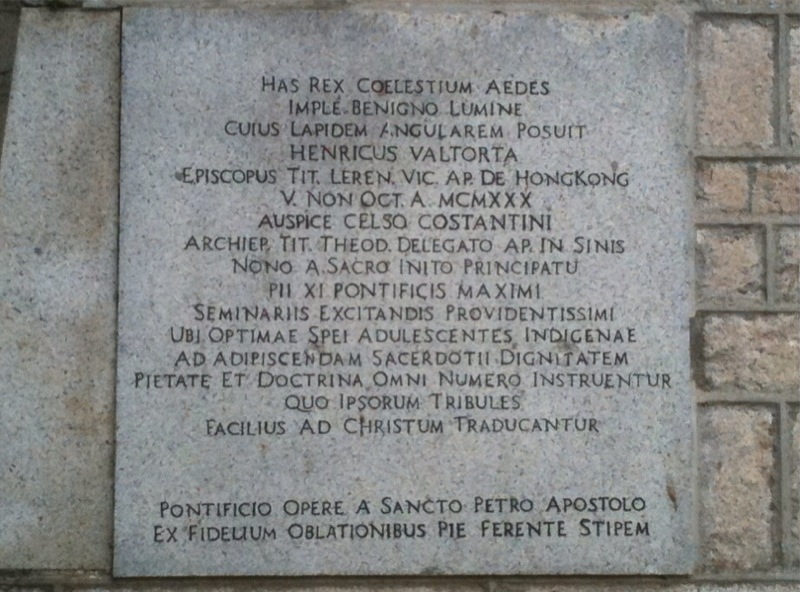 HAS REX COELESTIUM AEDES
IMPLE BENIGNO LUMINE
CUIUS LAPIDEM ANGULAREM POSUIT
HENRICUS VALTORTA
EPISCOPUS TIT. LEREN. VIC. AP. DE HONGKONG
V. NON OCT. A. MCMXXX
AUSPICE CELSO COSTANTINI
ARCHIEP. TIT. THEOD. DELEGATO AP. IN SINIS
NONO A SACRO INITO PRINCIPATU
PII XI PONTIFICIS MAXIMI
SEMINARIIS EXCITANDIS PROVIDENTISSIMI
UBI OPTIMAE SPEI ADULESCENTES INDIGENAE
AD ADIPISCENDAM SACERDOTII DIGNITATEM
PIETATE ET DOCTRINA OMNI NUMERO INSTRUENTUR
QUO IPSORUM TRIBULES
FACILIUS AD CHRISTUM TRADUCANTUR
PONTIFICIO OPERE A SANCTO PETRO APOSTOLO
EX FIDELIUM OBLATIONIBUS PIE FERENTE STIPEM